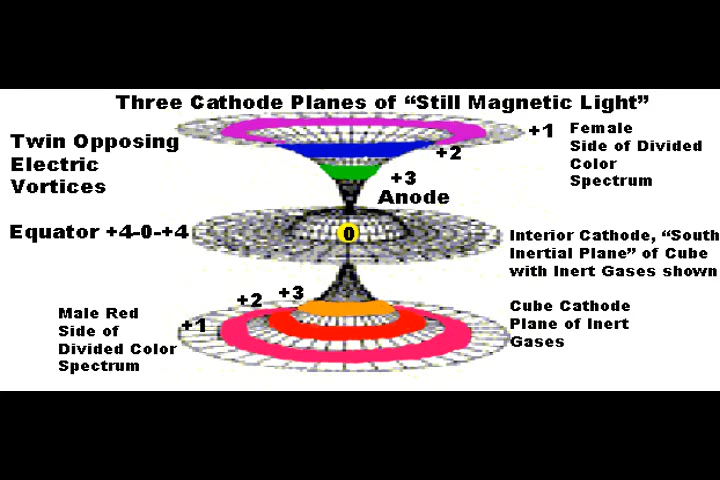 Three Cathode Planes of “Still Magnetic Light”
Twin Opposing
Electric
Vortices
+1
Female
Side of Divided
Color
Spectrum
+2
+3
Anode
Equator +4-0-+4
0
Interior Cathode, “South
Inertial Plane” of Cube
with Inert Gases shown
+3
+2
+1
Male Red
Side of
Divided Color
Spectrum
Cube Cathode
Plane of Inert
Gases